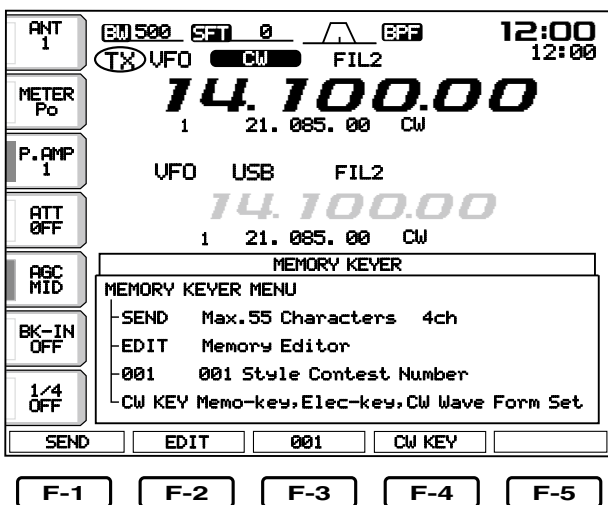 ANT
1
BW 500 SFT 0 BPF 12:00
TX VFO CW FIL2 12:00
METER
Po
14.100.00
1 21.085.00 CW
P.AMP
1
VFO USB FIL2
ATT
OFF
14.100.00
1 21.085.00 CW
AGC
MID
MEMORY KEYER
MEMORY KEYER MENU
SEND Max.55 Characters 4ch
BK-IN
OFF
EDIT Memory Editor
001 001 Style Contest Number
1/4
OFF
CW KEY Memo-key,Elec-key,CW Wave Form Set
SEND EDIT 001 CW KEY
F-1 F-2 F-3 F-4 F-5